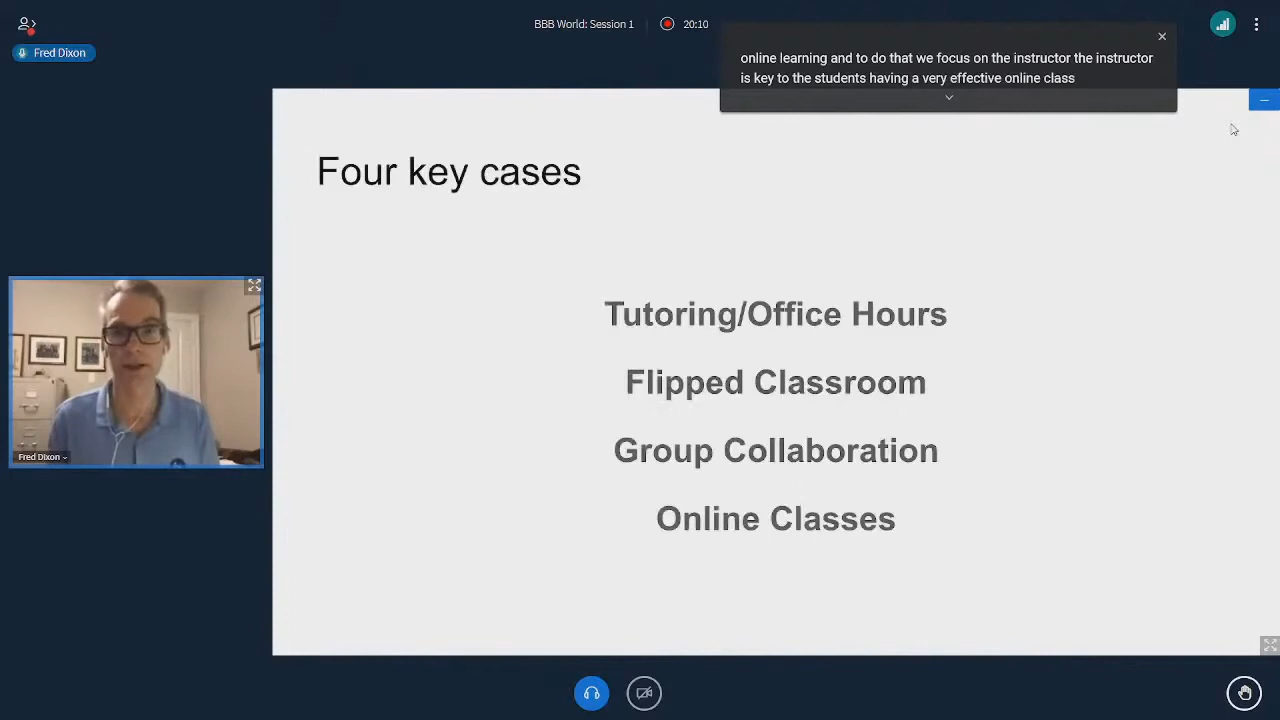 BBB World: Session 1
20:10
Fred Dixon
online learning and to do that we focus on the instructor the instructor
is key to the students having a very effective online class
Four key cases
Tutoring/Office Hours
Flipped Classroom
Group Collaboration
Online Classes
Fred Dixon